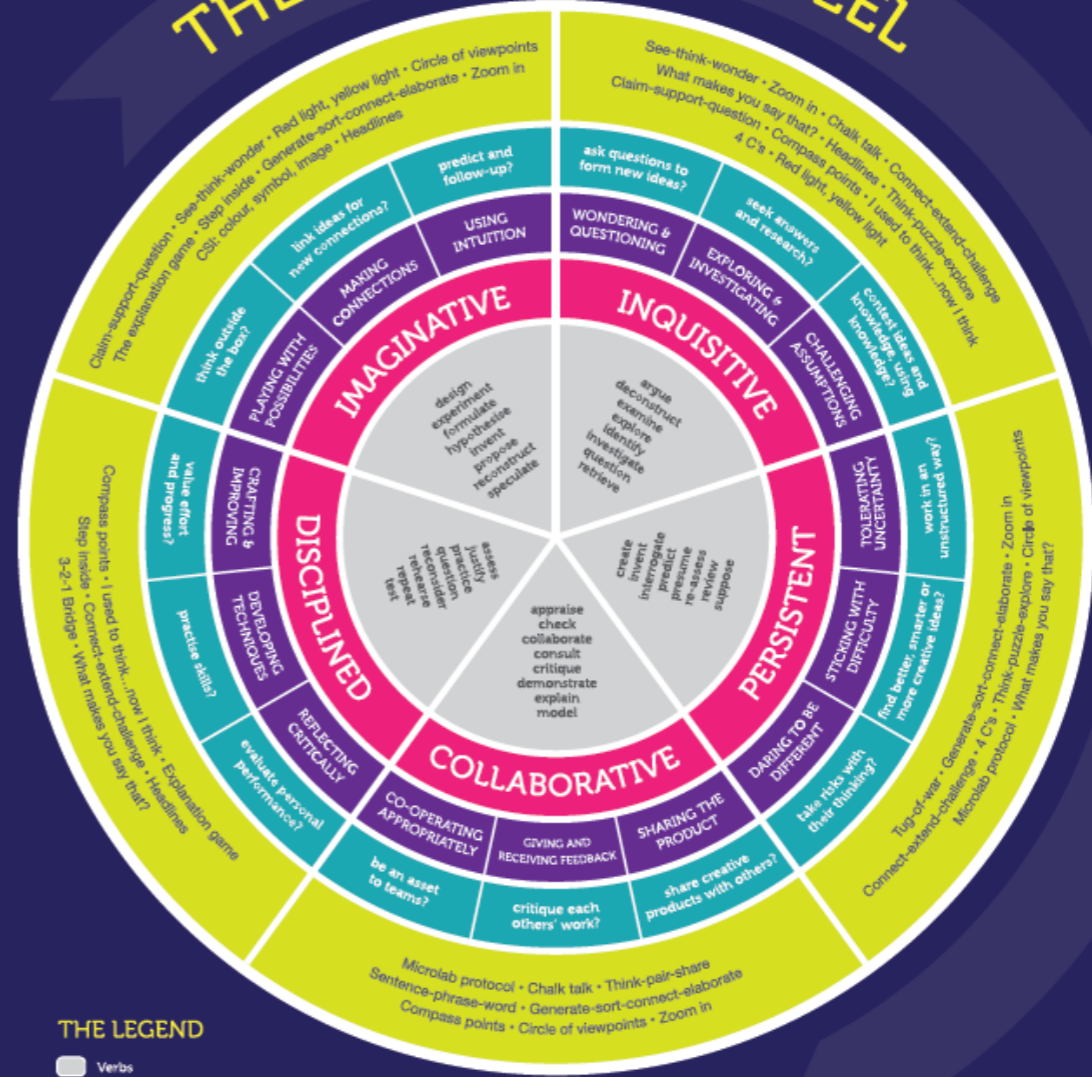 THE
EEL
Claim-support-question • See-think-wonder • Red light, yellow light • Circle of viewpoints
The explanation game • Step inside • Generate-sort-connect-elaborate • Zoom in
CSI: colour, symbol, image • Headlines
See-think-wonder • Zoom in • Chalk talk • Connect-extend-challenge
What makes you say that? • Headlines • Think-puzzle-explore
Claim-support-question • Compass points • I used to think...now I think
4 C's • Red light, yellow light
think outside
the box?
link ideas for
new connections?
predict and
follow-up?
ask questions to
form new ideas?
seek answers
and research?
contest ideas and
knowledge, using
knowledge?
PLAYING WITH
POSSIBILITIES
MAKING
CONNECTIONS
USING
INTUITION
WONDERING &
QUESTIONING
EXPLORING &
INVESTIGATING
CHALLENGING
ASSUMPTIONS
IMAGINATIVE
INQUISITIVE
design
experiment
formulate
hypothesise
invent
propose
reconstruct
speculate
argue
deconstruct
examine
explore
identify
investigate
question
retrieve
TOLERATING
UNCERTAINTY
work in an
unstructured way?
STICKING WITH
DIFFICULTY
find better, smarter or
more creative ideas?
DARING TO BE
DIFFERENT
take risks with
their thinking?
PERSISTENT
create
invent
interrogate
predict
presume
re-assess
review
suppose
Tug-of-war • Generate-sort-connect-elaborate • Zoom in
Connect-extend-challenge • 4 C's • Think-puzzle-explore • Circle of viewpoints
Microlab protocol • What makes you say that?
value effort
and progress?
CRAFTING &
IMPROVING
practise skills?
DEVELOPING
TECHNIQUES
evaluate personal
performance?
REFLECTING
CRITICALLY
DISCIPLINED
assess
justify
practice
question
reconsider
rehearse
repeat
test
Compass points • I used to think...now I think • Explanation game
Step inside • Connect-extend-challenge • Headlines
3-2-1 Bridge • What makes you say that?
appraise
check
collaborate
consult
critique
demonstrate
explain
model
COLLABORATIVE
CO-OPERATING
APPROPRIATELY
GIVING AND
RECEIVING FEEDBACK
SHARING THE
PRODUCT
be an asset
to teams?
critique each
others' work?
share creative
products with others?
Microlab protocol • Chalk talk • Think-pair-share
Sentence-phrase-word • Generate-sort-connect-elaborate
Compass points • Circle of viewpoints • Zoom in
THE LEGEND
Verbs